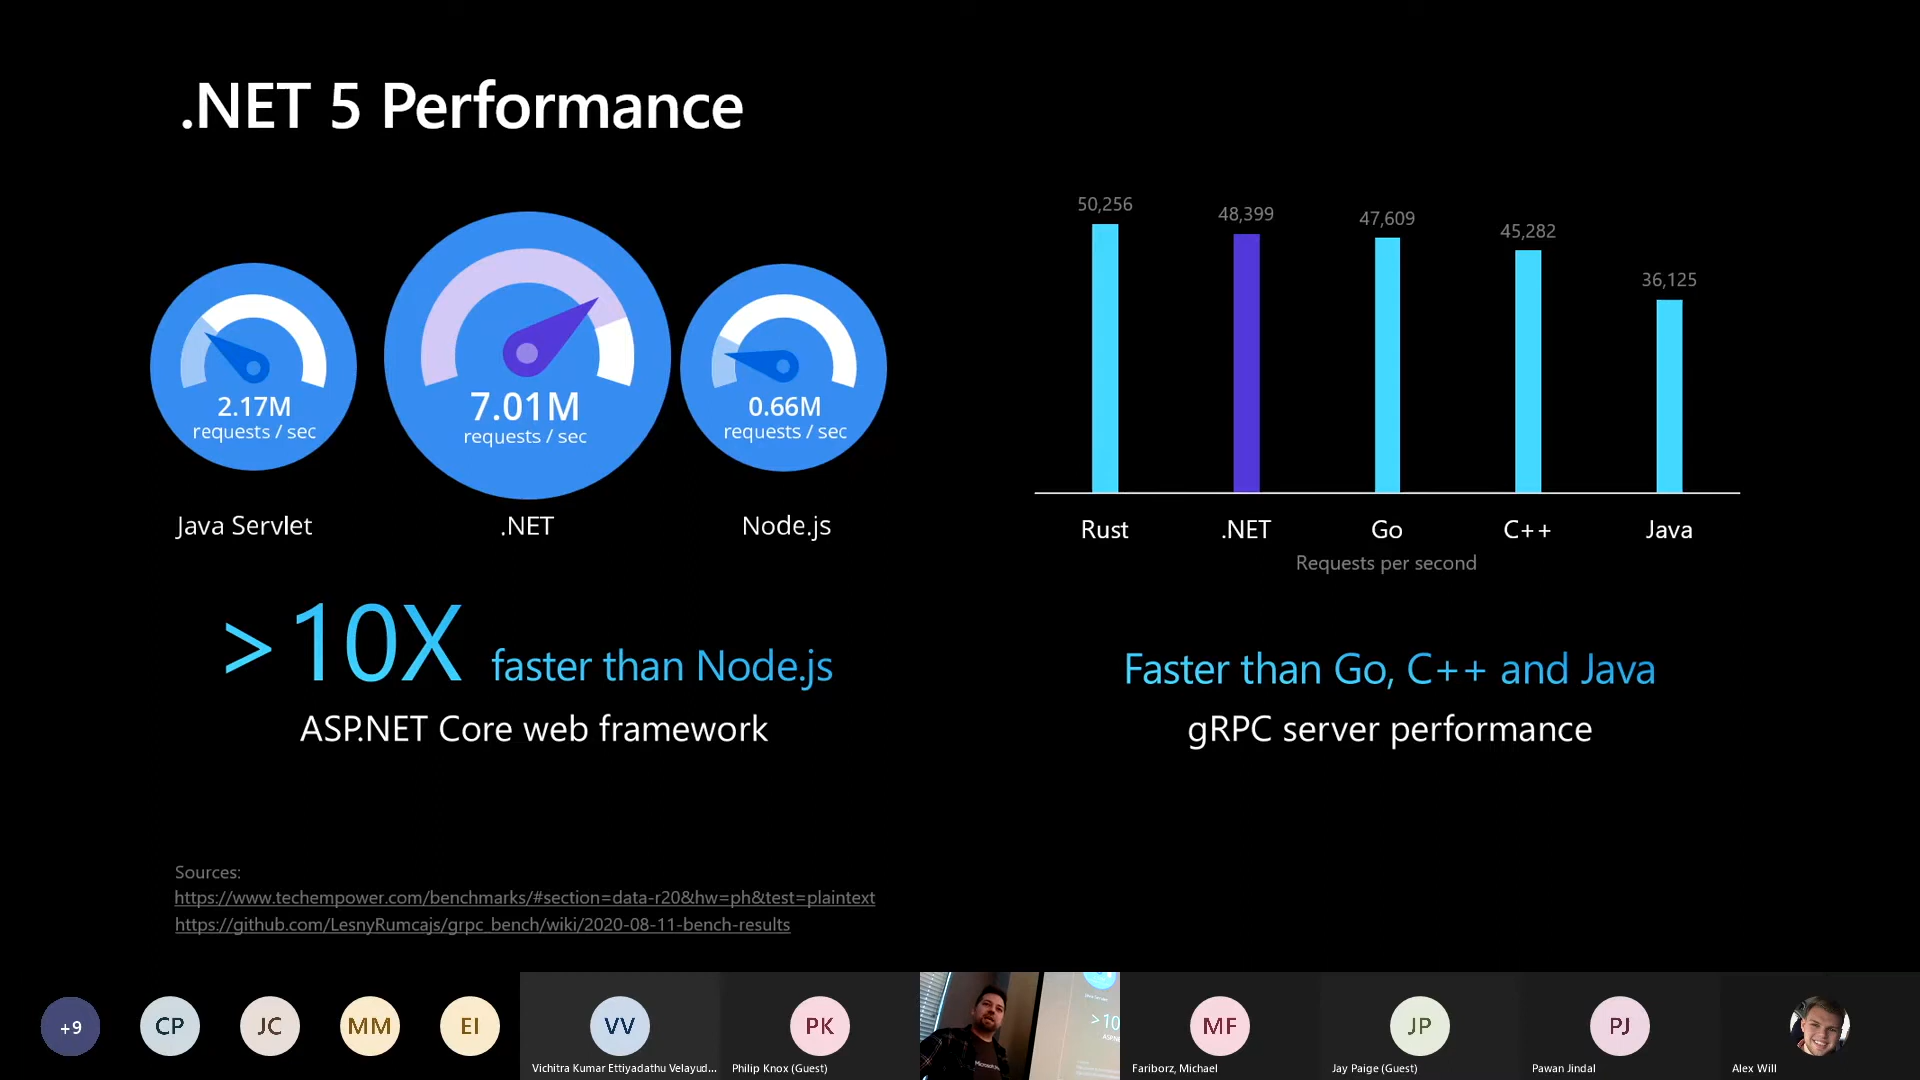 .NET 5 Performance
2.17M
requests / sec
Java Servlet
7.01M
requests / sec
.NET
0.66M
requests / sec
Node.js
>10X faster than Node.js
ASP.NET Core web framework
50,256
48,399
47,609
45,282
36,125
Rust
.NET
Go
C++
Java
Requests per second
Faster than Go, C++ and Java
gRPC server performance
Sources:
https://www.techempower.com/benchmarks/#section=data-r20&hw=ph&test=plaintext
https://github.com/LesnyRumcajs/grpc_bench/wiki/2020-08-11-bench-results
+9
CP
JC
MM
EI
VV
Vichitra Kumar Ettiyadathu Velayud...
PK
Philip Knox (Guest)
>10
MF
Fariborz, Michael
JP
Jay Paige (Guest)
PJ
Pawan Jindal
Alex Will